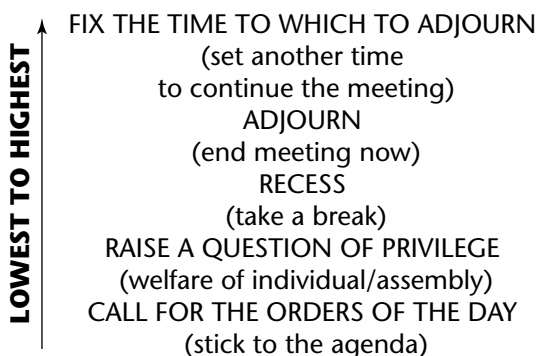 LOWEST TO HIGHEST
FIX THE TIME TO WHICH TO ADJOURN
(set another time
to continue the meeting)
ADJOURN
(end meeting now)
RECESS
(take a break)
RAISE A QUESTION OF PRIVILEGE
(welfare of individual/assembly)
CALL FOR THE ORDERS OF THE DAY
(stick to the agenda)